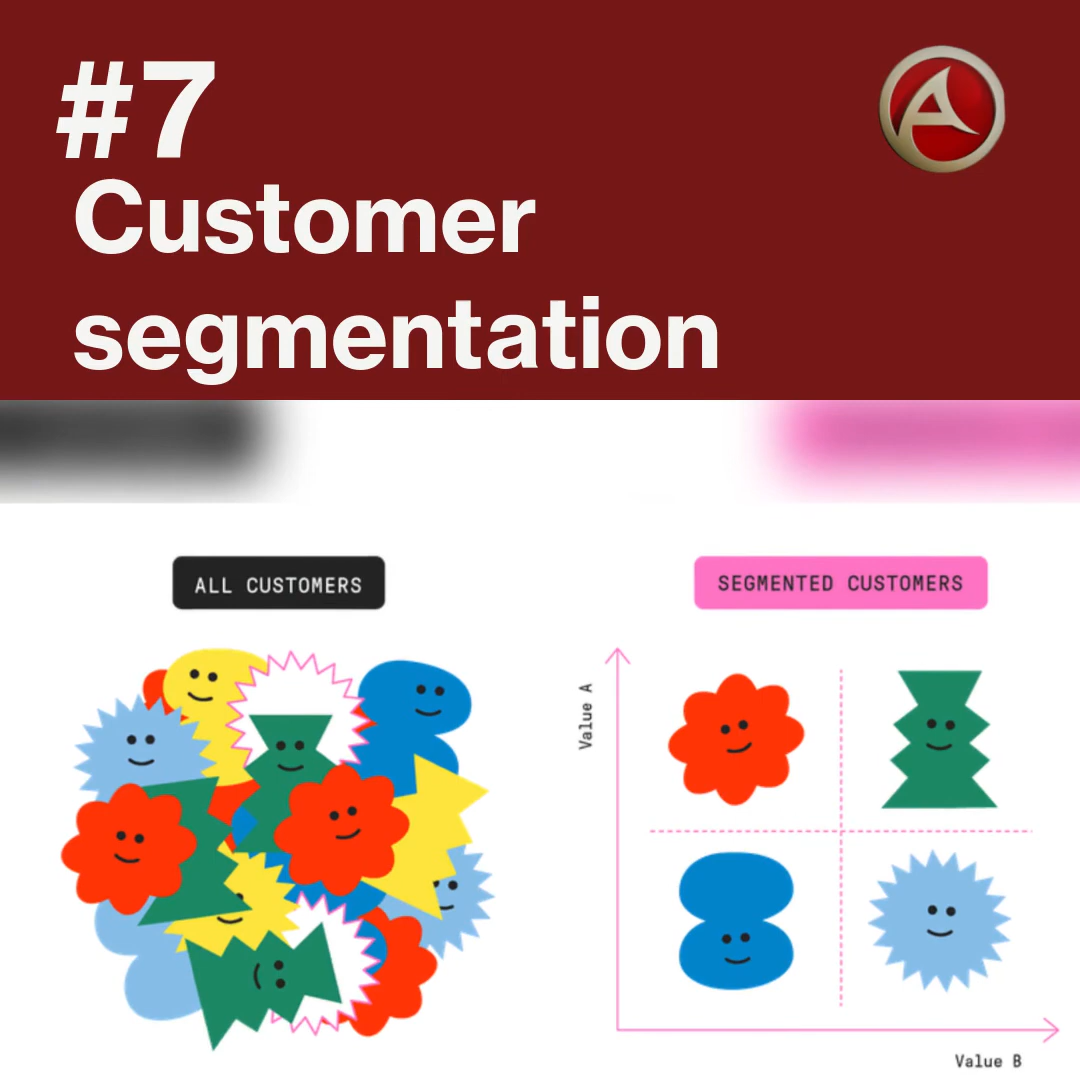 #7
Customer
segmentation
ALL CUSTOMERS
SEGMENTED CUSTOMERS
Value A
Value B